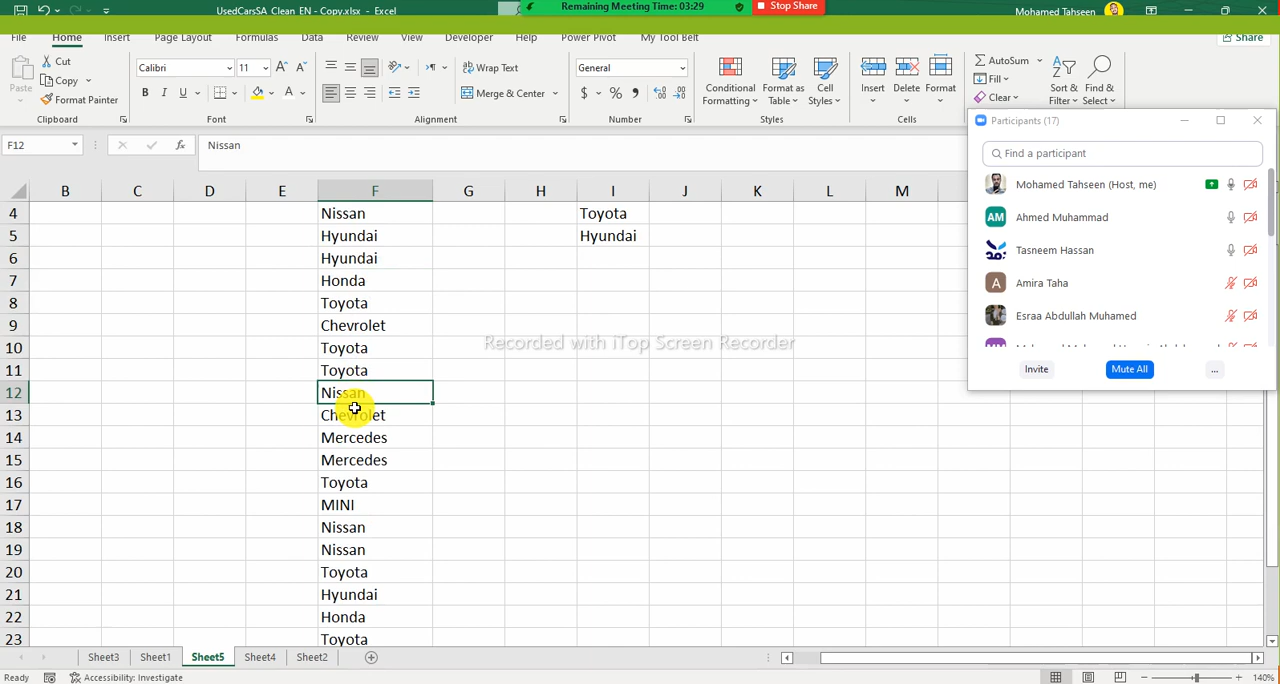 UsedCarsSA_Clean_EN - Copy.xlsx - Excel
Remaining Meeting Time: 03:29
Stop Share
Mohamed Tahseen
File Home Insert Page Layout Formulas Data Review View Developer Help Power Pivot My Tool Belt Share
Paste Cut Copy Format Painter
Calibri 11 B I U A
Wrap Text
Merge & Center
General
$ % ,
Conditional Formatting Format as Table Cell Styles
Insert Delete Format
AutoSum Fill Clear
Sort & Filter Find & Select
Clipboard Font Alignment Number Styles Cells
F12 fx Nissan
Participants (17)
Find a participant
Mohamed Tahseen (Host, me)
AM Ahmed Muhammad
Tasneem Hassan
A Amira Taha
Esraa Abdullah Muhamed
Invite Mute All ...
B C D E F G H I J K L M
4 Nissan Toyota
5 Hyundai Hyundai
6 Hyundai
7 Honda
8 Toyota
9 Chevrolet
Recorded with iTop Screen Recorder
10 Toyota
11 Toyota
12 Nissan
13 Chevrolet
14 Mercedes
15 Mercedes
16 Toyota
17 MINI
18 Nissan
19 Nissan
20 Toyota
21 Hyundai
22 Honda
23 Toyota
Sheet3 Sheet1 Sheet5 Sheet4 Sheet2
Ready Accessibility: Investigate 140%